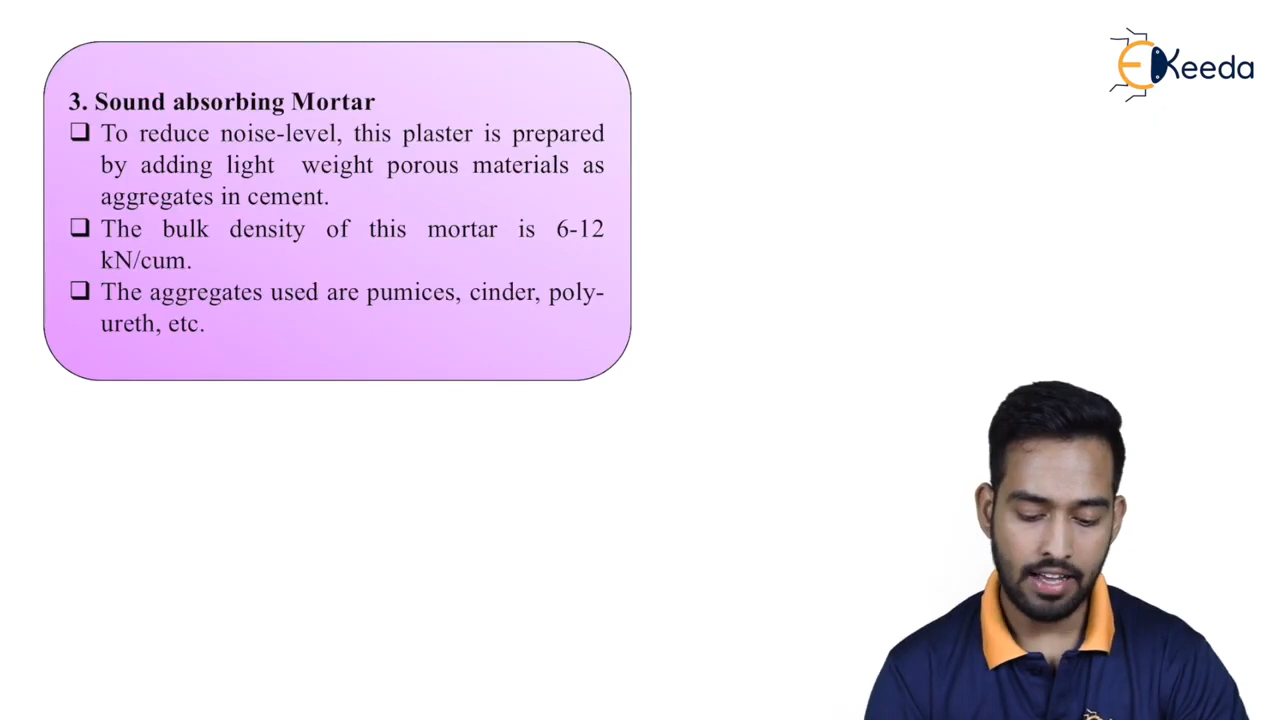 EKeeda
3. Sound absorbing Mortar
❑ To reduce noise-level, this plaster is prepared
by adding light weight porous materials as
aggregates in cement.
❑ The bulk density of this mortar is 6-12
kN/cum.
❑ The aggregates used are pumices, cinder, poly-
ureth, etc.